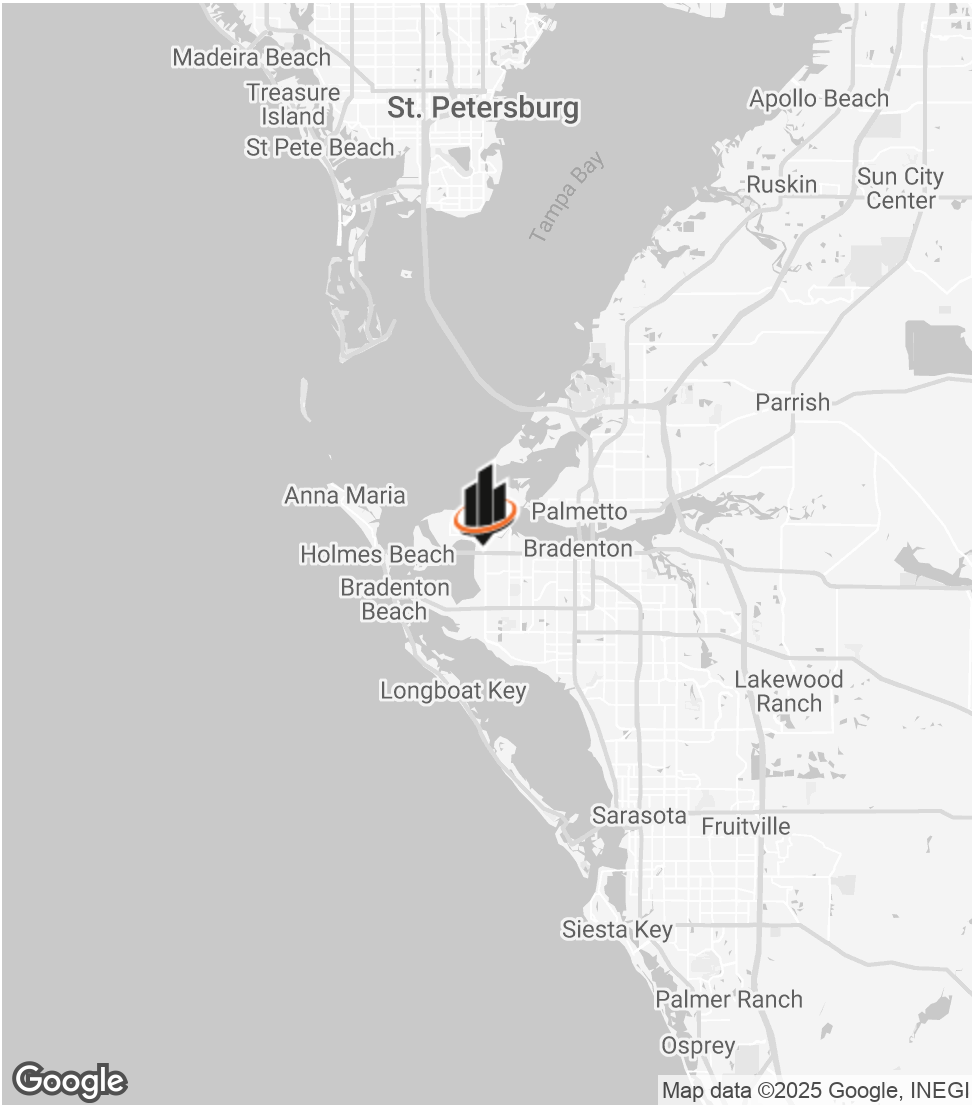 Madeira Beach
Treasure
Island
St. Petersburg
Apollo Beach
St Pete Beach
Tampa Bay
Ruskin
Sun City
Center
Parrish
Anna Maria
Palmetto
Holmes Beach
Bradenton
Bradenton
Beach
Longboat Key
Lakewood
Ranch
Sarasota
Fruitville
Siesta Key
Palmer Ranch
Osprey
Google
Map data ©2025 Google, INEGI